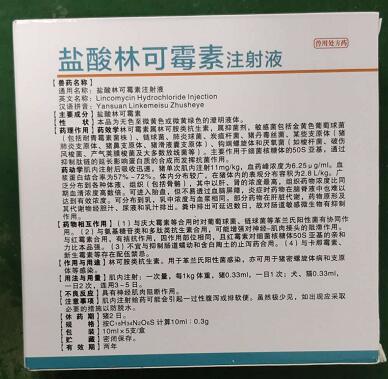 盐酸林可霉素注射液
兽用处方药
【兽药名称】
通用名称：盐酸林可霉素注射液
英文名称：Lincomycin Hydrochloride Injection
汉语拼音：Yansuan Linkemeisu Zhusheye
【主要成分】盐酸林可霉素
【性 状】本品为无色至微黄色或微黄绿色的澄明液体。
【药理作用】药效学 林可霉素属林可胺类抗生素，属抑菌剂，敏感菌包括金黄色葡萄球菌
（包括耐青霉素菌株）、链球菌、肺炎球菌、炭疽杆菌、猪丹毒丝菌、某些支原体（猪
肺炎支原体、猪鼻支原体、猪滑液囊支原体）、钩端螺旋体和厌氧菌（如梭杆菌、破伤
风梭菌、产气荚膜梭菌及大多数放线菌等）。主要作用于细菌核糖体的50S亚基，通过
抑制肽链的延长影响蛋白质的合成而发挥抗菌作用。
药动学 肌内注射后吸收迅速，猪单次肌内注射11mg/kg，血药峰浓度为6.25μg/ml。血
浆蛋白结合率为57%～72%。体内分布较广，在猪体内的表观分布容积为2.8L/kg。广
泛分布到各种体液、组织（包括骨骼），其中以肝、肾的浓度最高，组织药物浓度比同
期血清浓度高数倍。可进入胎盘，但不易透过血脑屏障，炎症时药物在脑脊液中也难以
达到有效浓度。可分布到乳，乳中浓度与血浆相同。部分药物在肝脏代谢，药物原形及
其代谢物经胆汁、尿液和乳汁排出。粪中排出可延迟数日，故对肠道敏感微生物有抑制
作用。
【药物相互作用】（1）与庆大霉素等合用时对葡萄球菌、链球菌等革兰氏阳性菌有协同作
用。（2）与氨基糖苷类和多肽类抗生素合用，可能增强对神经-肌肉接头的阻滞作用。
与红霉素合用，有拮抗作用，因作用部位相同，且红霉素对细菌核糖体50S亚基的亲和
力比本品强。（3）不宜与抑制肠道蠕动和含白陶土的止泻药合用。（4）与卡那霉素、
新生霉素等存在配伍禁忌。
【作用与用途】林可胺类抗生素。用于革兰氏阳性菌感染，亦可用于猪密螺旋体病和支原
体等感染。
【用法与用量】肌内注射：一次量，每1kg体重，猪0.33ml，一日1次；犬、猫0.33ml，
一日2次，连用3～5日。
【不良反应】具有神经肌肉阻断作用。
【注意事项】肌内注射给药可能会引起一过性腹泻或排软便。虽然极少见，如出现应采取
必要的措施以防脱水。
【休 药 期】猪2日。
【规 格】按C₁₈H₃₄N₂O₆S 计算10ml：0.3g
【包 装】10ml×5支/盒
【贮 藏】密闭保存。
【有 效 期】两年